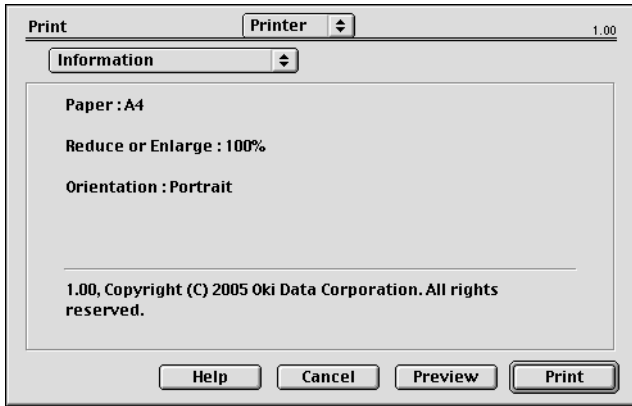 Print
Printer
1.00
Information
Paper : A4
Reduce or Enlarge : 100%
Orientation : Portrait
1.00, Copyright (C) 2005 Oki Data Corporation. All rights
reserved.
Help
Cancel
Preview
Print